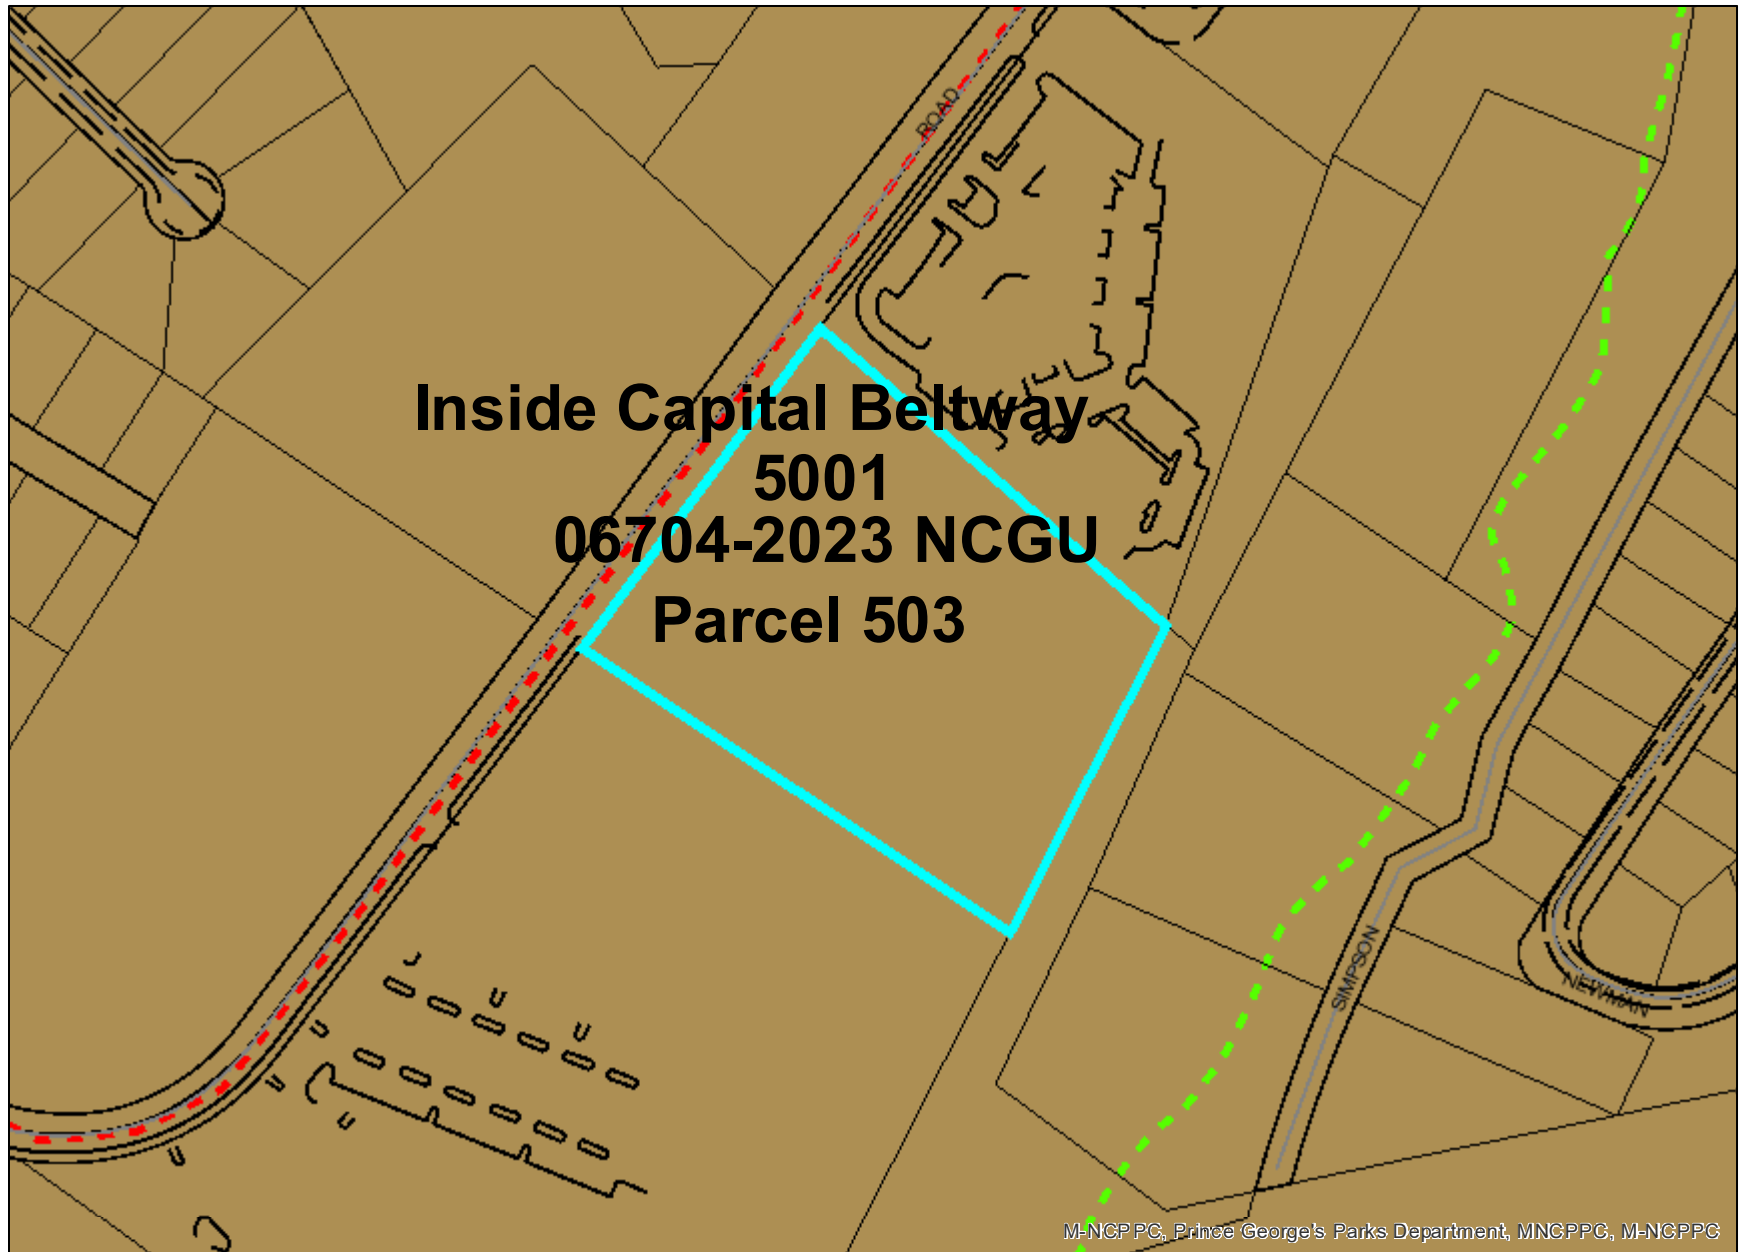 ROAD
Inside Capital Beltway
5001
06704-2023 NCGU
Parcel 503
SIMPSON
NEWMAN
M-NCPPC, Prince George's Parks Department, MNCPPC, M-NCPPC